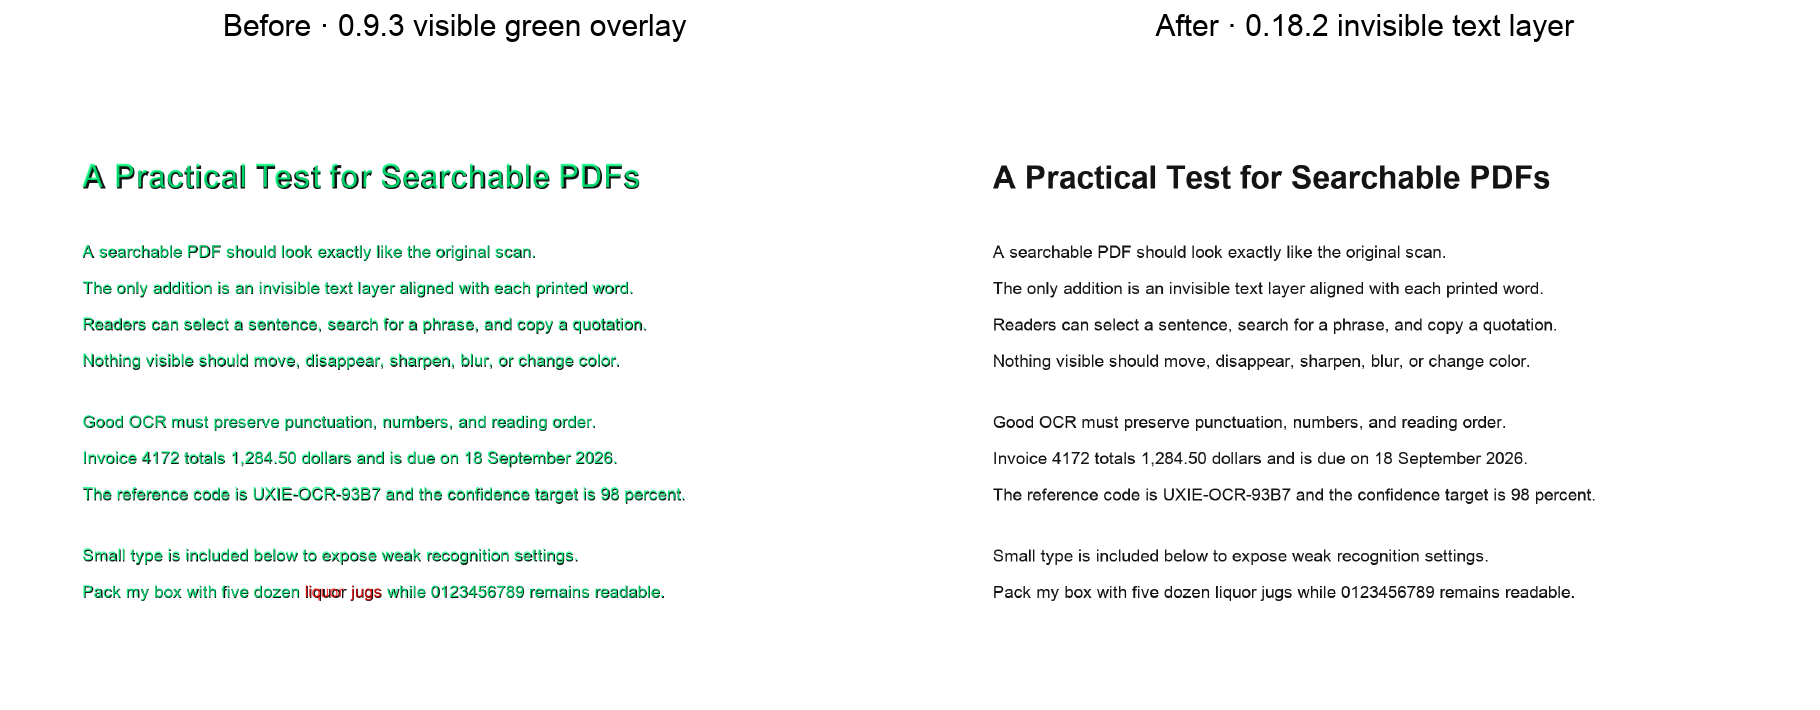 Before · 0.9.3 visible green overlay
A Practical Test for Searchable PDFs
A searchable PDF should look exactly like the original scan.
The only addition is an invisible text layer aligned with each printed word.
Readers can select a sentence, search for a phrase, and copy a quotation.
Nothing visible should move, disappear, sharpen, blur, or change color.
Good OCR must preserve punctuation, numbers, and reading order.
Invoice 4172 totals 1,284.50 dollars and is due on 18 September 2026.
The reference code is UXIE-OCR-93B7 and the confidence target is 98 percent.
Small type is included below to expose weak recognition settings.
Pack my box with five dozen liquor jugs while 0123456789 remains readable.
After · 0.18.2 invisible text layer
A Practical Test for Searchable PDFs
A searchable PDF should look exactly like the original scan.
The only addition is an invisible text layer aligned with each printed word.
Readers can select a sentence, search for a phrase, and copy a quotation.
Nothing visible should move, disappear, sharpen, blur, or change color.
Good OCR must preserve punctuation, numbers, and reading order.
Invoice 4172 totals 1,284.50 dollars and is due on 18 September 2026.
The reference code is UXIE-OCR-93B7 and the confidence target is 98 percent.
Small type is included below to expose weak recognition settings.
Pack my box with five dozen liquor jugs while 0123456789 remains readable.